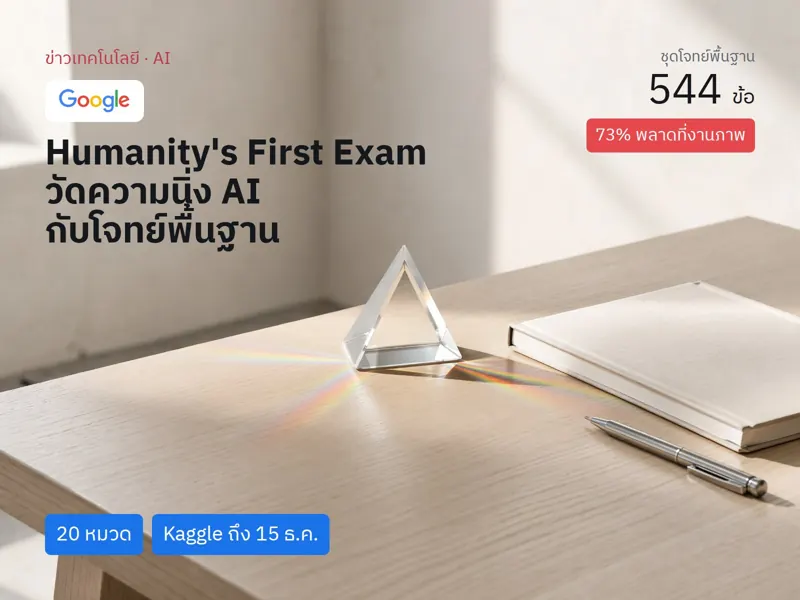 ข่าวเทคโนโลยี · AI
Google
Humanity's First Exam
วัดความนิ่ง AI
กับโจทย์พื้นฐาน
ชุดโจทย์พื้นฐาน
544 ข้อ
73% พลาดที่งานภาพ
20 หมวด
Kaggle ถึง 15 ธ.ค.